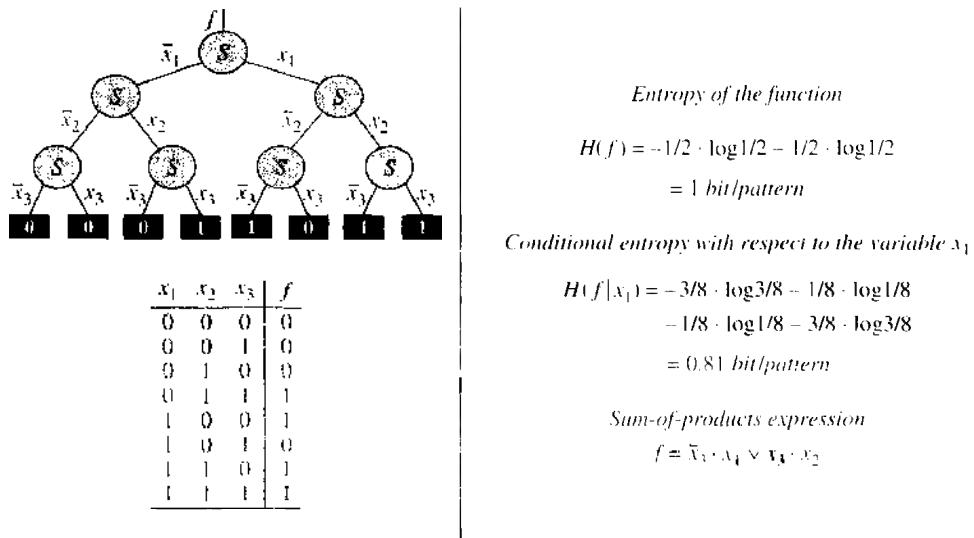 f
x̄₁ x₁
S
S S
x̄₂ x₂ x̄₂ x₂
S S S S
x̄₃ x₃ x̄₃ x₃ x̄₃ x₃ x̄₃ x₃
0 0 0 1 1 0 1 1
x₁ x₂ x₃ f
0 0 0 0
0 0 1 0
0 1 0 0
0 1 1 1
1 0 0 1
1 0 1 0
1 1 0 1
1 1 1 1
Entropy of the function
H(f) = −1/2 · log1/2 − 1/2 · log1/2
= 1 bit/pattern
Conditional entropy with respect to the variable x₁
H(f|x₁) = −3/8 · log3/8 − 1/8 · log1/8
−1/8 · log1/8 − 3/8 · log3/8
= 0.81 bit/pattern
Sum-of-products expression
f = x̄₃ · x₁ ∨ x₃ · x₂